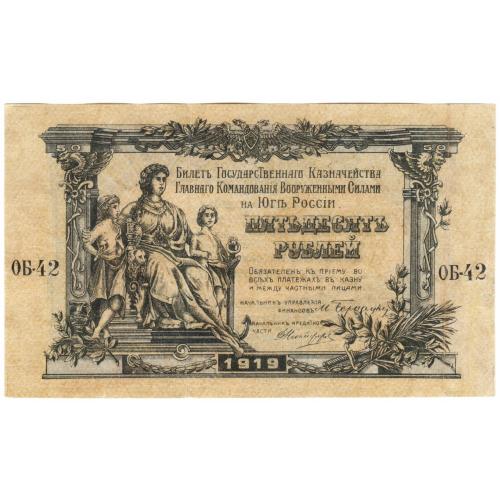 50 50
Билетъ Государственнаго Казначейства
Главнаго Командованія Вооруженными Силами
на Югѣ Россіи.
ПЯТЬДЕСЯТЪ
РУБЛЕЙ
ОБ-42 ОБ-42
Обязателенъ къ пріему во
всѣхъ платежахъ въ казну
и между частными лицами
Начальникъ управленія
финансовъ
Начальникъ кредитной
части
1919